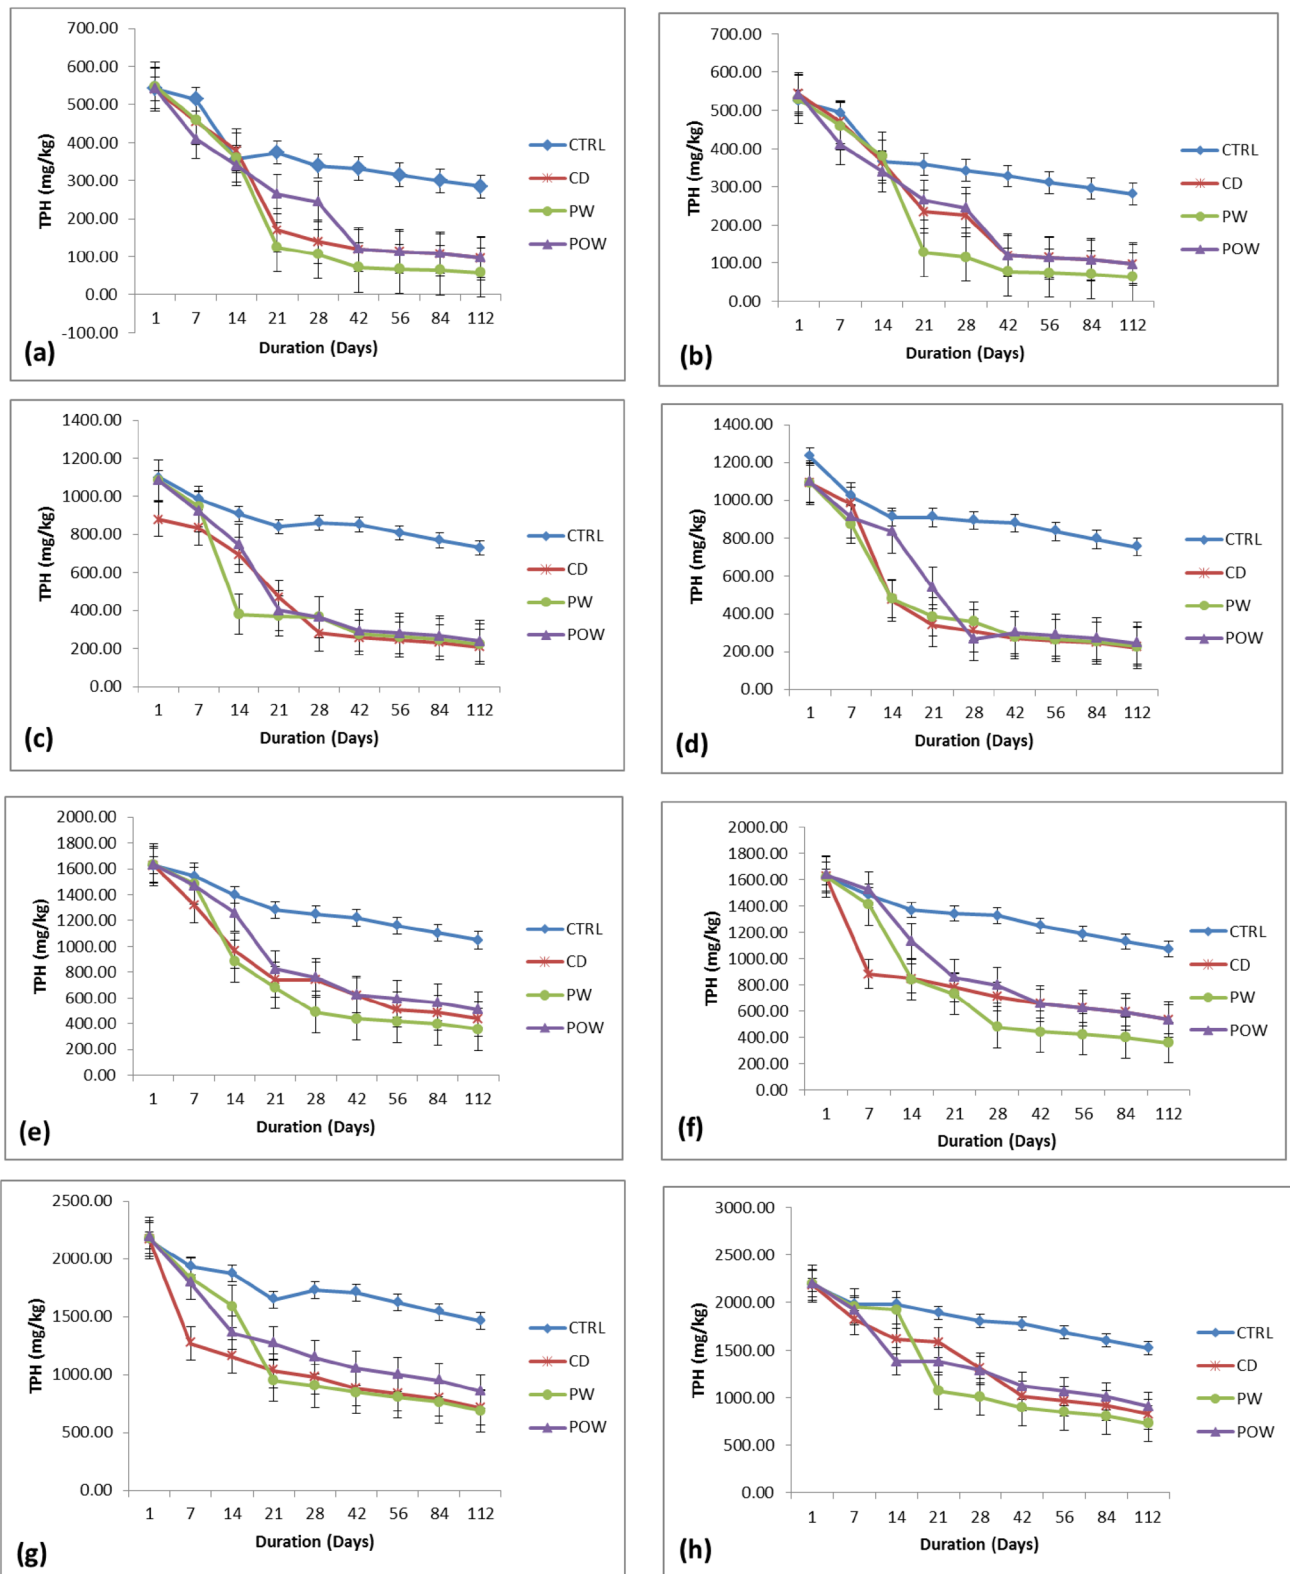 700.00
600.00
500.00
400.00
300.00
200.00
100.00
0.00
-100.00
TPH (mg/kg)
1 7 14 21 28 42 56 84 112
Duration (Days)
CTRL
CD
PW
POW
(a)
700.00
600.00
500.00
400.00
300.00
200.00
100.00
0.00
TPH (mg/kg)
1 7 14 21 28 42 56 84 112
Duration (Days)
CTRL
CD
PW
POW
(b)
1400.00
1200.00
1000.00
800.00
600.00
400.00
200.00
0.00
TPH (mg/kg)
1 7 14 21 28 42 56 84 112
Duration (Days)
CTRL
CD
PW
POW
(c)
1400.00
1200.00
1000.00
800.00
600.00
400.00
200.00
0.00
TPH (mg/kg)
1 7 14 21 28 42 56 84 112
Duration (Days)
CTRL
CD
PW
POW
(d)
2000.00
1800.00
1600.00
1400.00
1200.00
1000.00
800.00
600.00
400.00
200.00
0.00
TPH (mg/kg)
1 7 14 21 28 42 56 84 112
Duration (Days)
CTRL
CD
PW
POW
(e)
2000.00
1800.00
1600.00
1400.00
1200.00
1000.00
800.00
600.00
400.00
200.00
0.00
TPH (mg/kg)
1 7 14 21 28 42 56 84 112
Duration (Days)
CTRL
CD
PW
POW
(f)
2500.00
2000.00
1500.00
1000.00
500.00
0.00
TPH (mg/kg)
1 7 14 21 28 42 56 84 112
Duration (Days)
CTRL
CD
PW
POW
(g)
3000.00
2500.00
2000.00
1500.00
1000.00
500.00
0.00
TPH (mg/kg)
1 7 14 21 28 42 56 84 112
Duration (Days)
CTRL
CD
PW
POW
(h)